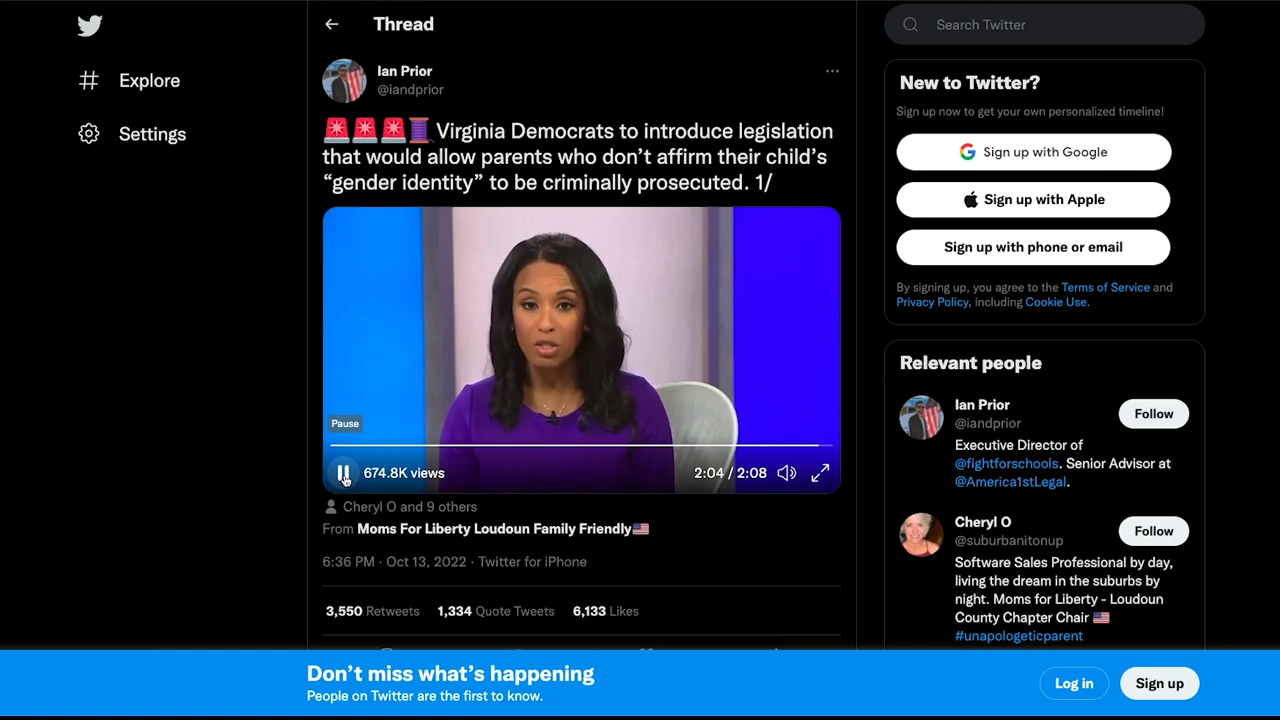 Explore
Settings
Thread
Ian Prior
@iandprior
Virginia Democrats to introduce legislation
that would allow parents who don’t affirm their child’s
“gender identity” to be criminally prosecuted. 1/
Pause
674.8K views
2:04 / 2:08
Cheryl O and 9 others
From Moms For Liberty Loudoun Family Friendly
6:36 PM · Oct 13, 2022 · Twitter for iPhone
3,550 Retweets 1,334 Quote Tweets 6,133 Likes
Search Twitter
New to Twitter?
Sign up now to get your own personalized timeline!
Sign up with Google
Sign up with Apple
Sign up with phone or email
By signing up, you agree to the Terms of Service and
Privacy Policy, including Cookie Use.
Relevant people
Ian Prior
@iandprior
Follow
Executive Director of
@fightforschools. Senior Advisor at
@America1stLegal.
Cheryl O
@suburbanitonup
Follow
Software Sales Professional by day,
living the dream in the suburbs by
night. Moms for Liberty - Loudoun
County Chapter Chair
#unapologeticparent
Don’t miss what’s happening
People on Twitter are the first to know.
Log in
Sign up